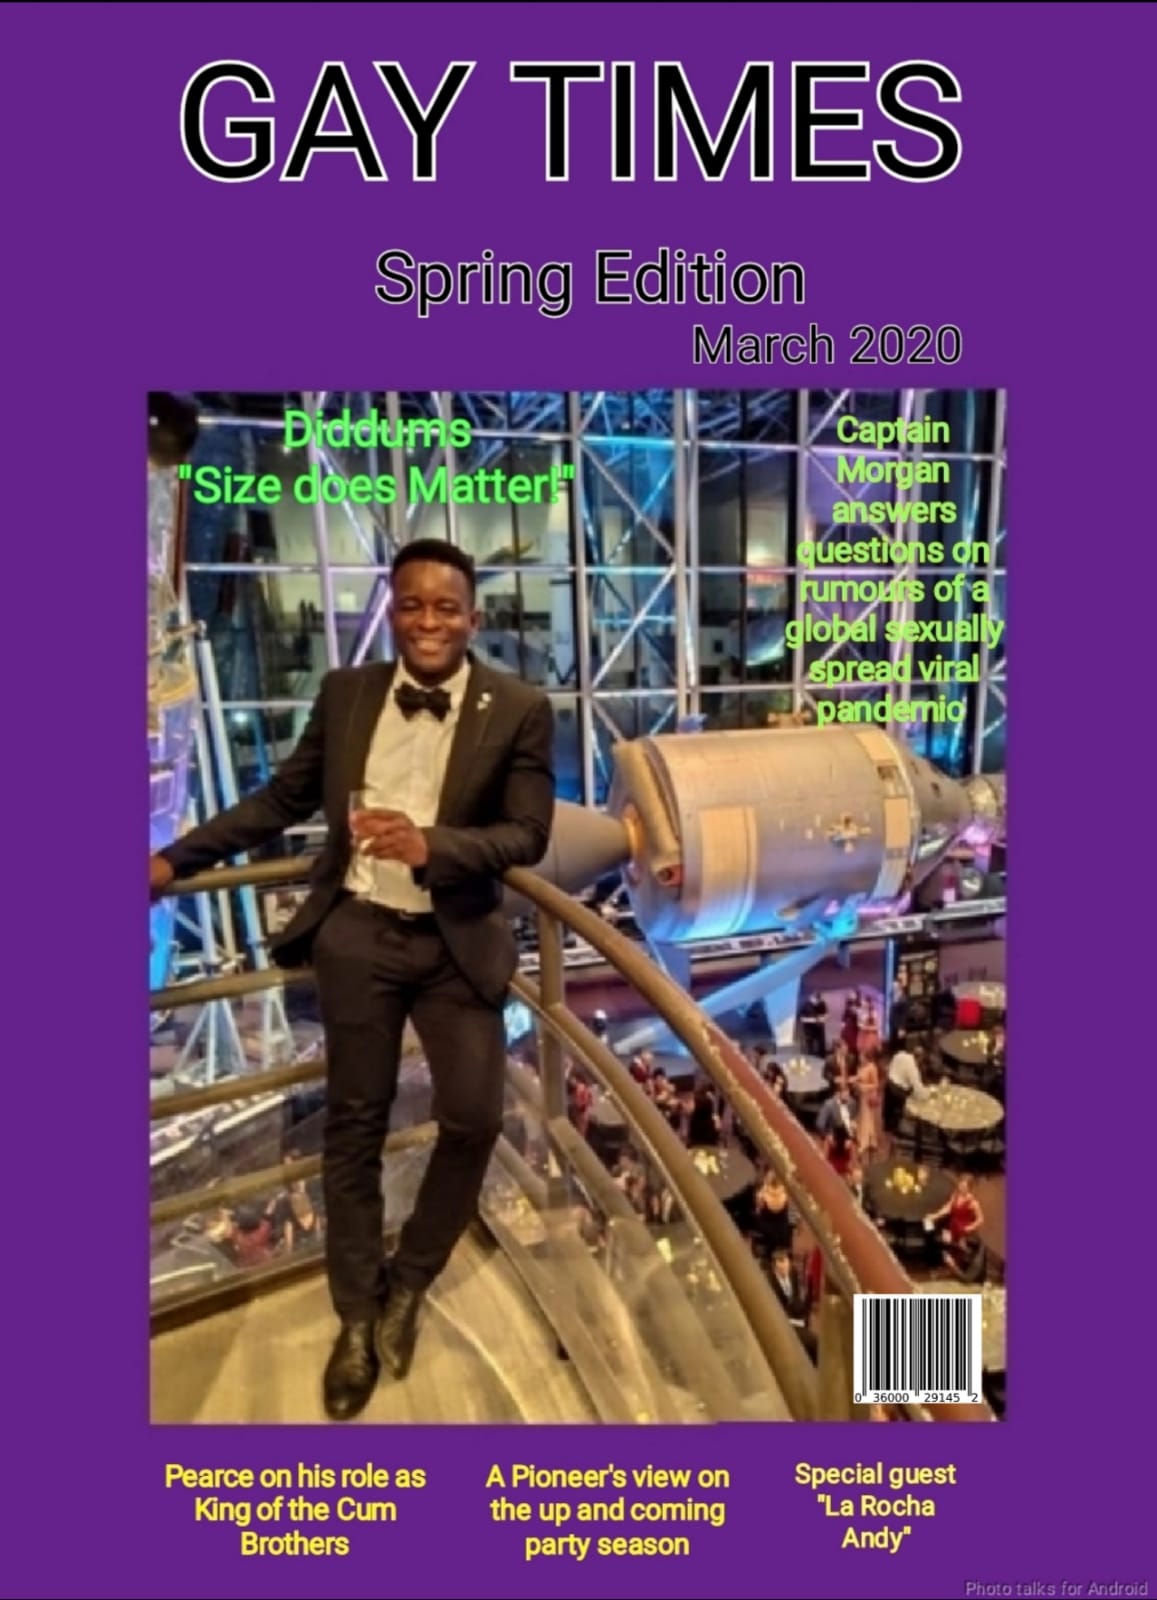 GAY TIMES
Spring Edition
March 2020
Diddums
"Size does Matter!"
Captain
Morgan
answers
questions on
rumours of a
global sexually
spread viral
pandemic
0 36000 29145 2
Pearce on his role as
King of the Cum
Brothers
A Pioneer's view on
the up and coming
party season
Special guest
"La Rocha
Andy"
Photo talks for Android